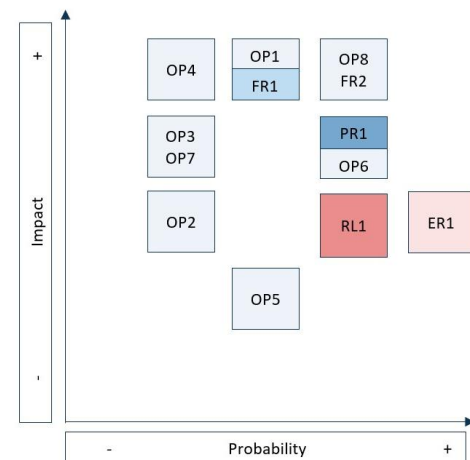 +
OP4
OP1
FR1
OP8
FR2
OP3
OP7
PR1
OP6
Impact
OP2
RL1
ER1
OP5
-
- Probability +